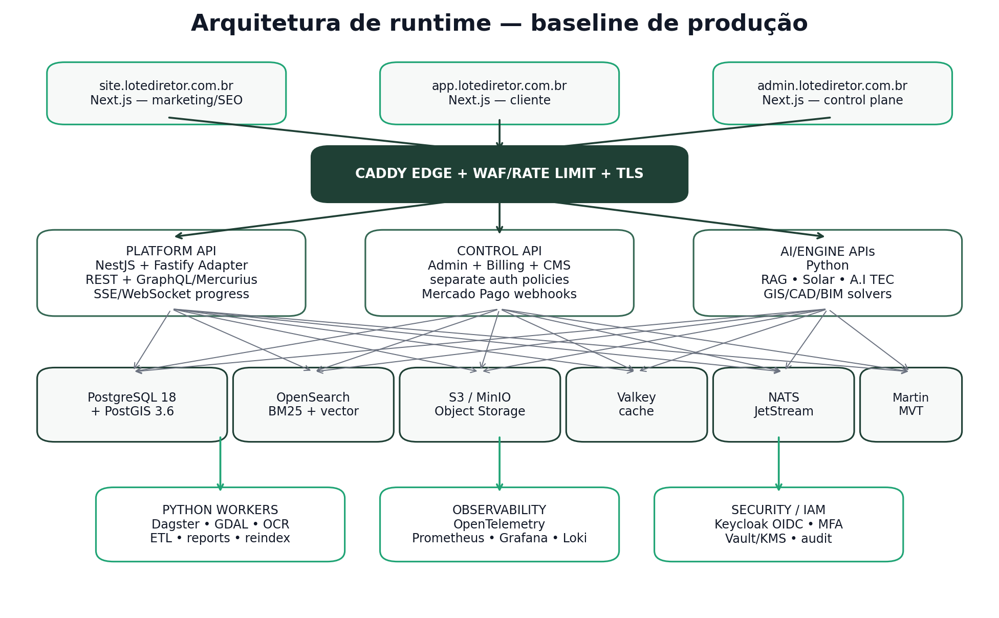 Arquitetura de runtime — baseline de produção
site.lotediretor.com.br
Next.js — marketing/SEO
app.lotediretor.com.br
Next.js — cliente
admin.lotediretor.com.br
Next.js — control plane
CADDY EDGE + WAF/RATE LIMIT + TLS
PLATFORM API
NestJS + Fastify Adapter
REST + GraphQL/Mercurius
SSE/WebSocket progress
CONTROL API
Admin + Billing + CMS
separate auth policies
Mercado Pago webhooks
AI/ENGINE APIs
Python
RAG • Solar • A.I TEC
GIS/CAD/BIM solvers
PostgreSQL 18
+ PostGIS 3.6
OpenSearch
BM25 + vector
S3 / MinIO
Object Storage
Valkey
cache
NATS
JetStream
Martin
MVT
PYTHON WORKERS
Dagster • GDAL • OCR
ETL • reports • reindex
OBSERVABILITY
OpenTelemetry
Prometheus • Grafana • Loki
SECURITY / IAM
Keycloak OIDC • MFA
Vault/KMS • audit